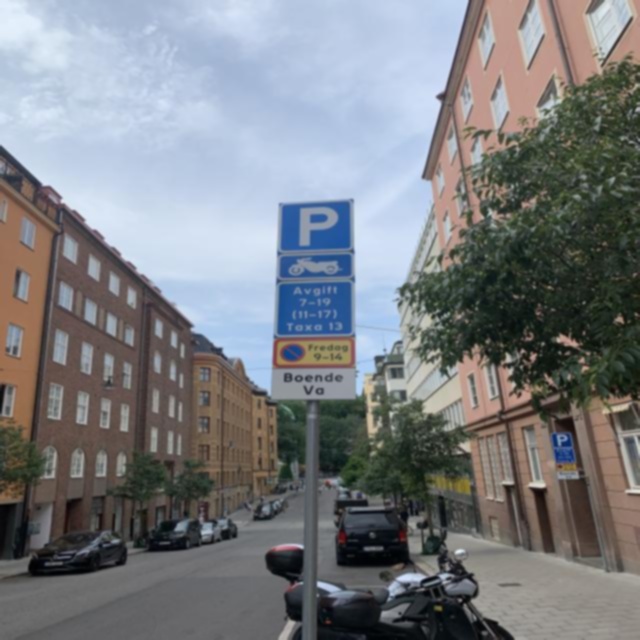 P
Avgift
7-19
(11-17)
Taxa 13
Fredag
9-14
Boende
Va
P